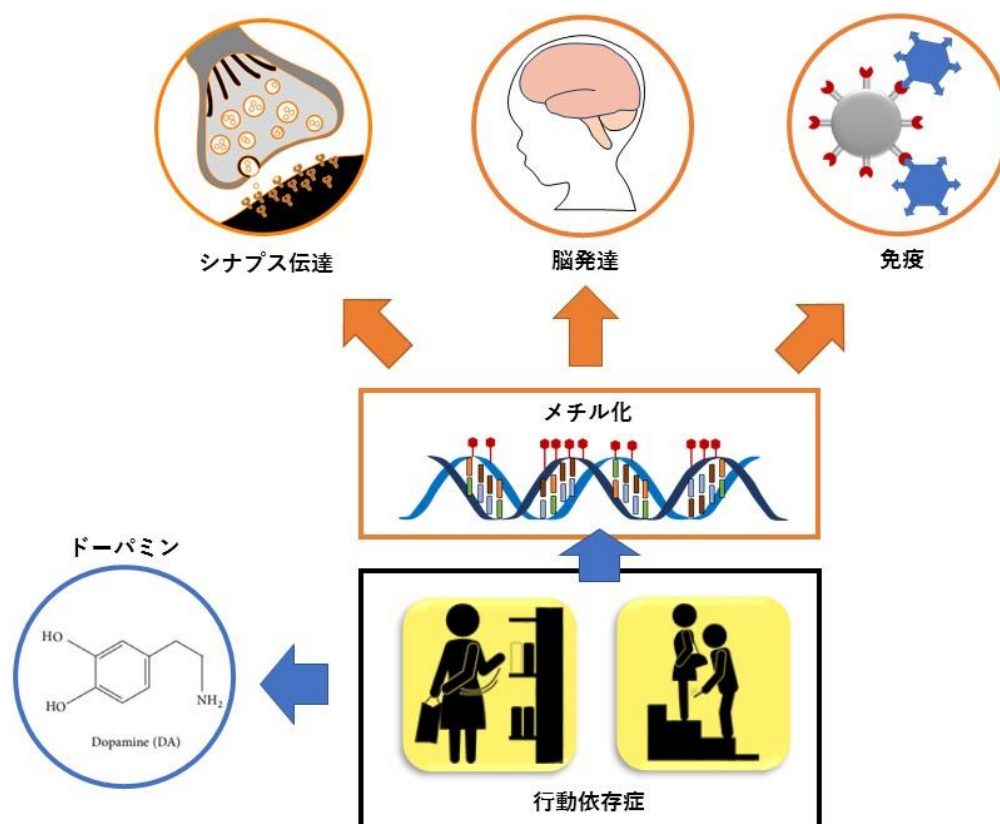 シナプス伝達
脳発達
免疫
メチル化
ドーパミン
HO
HO
NH₂
Dopamine (DA)
行動依存症